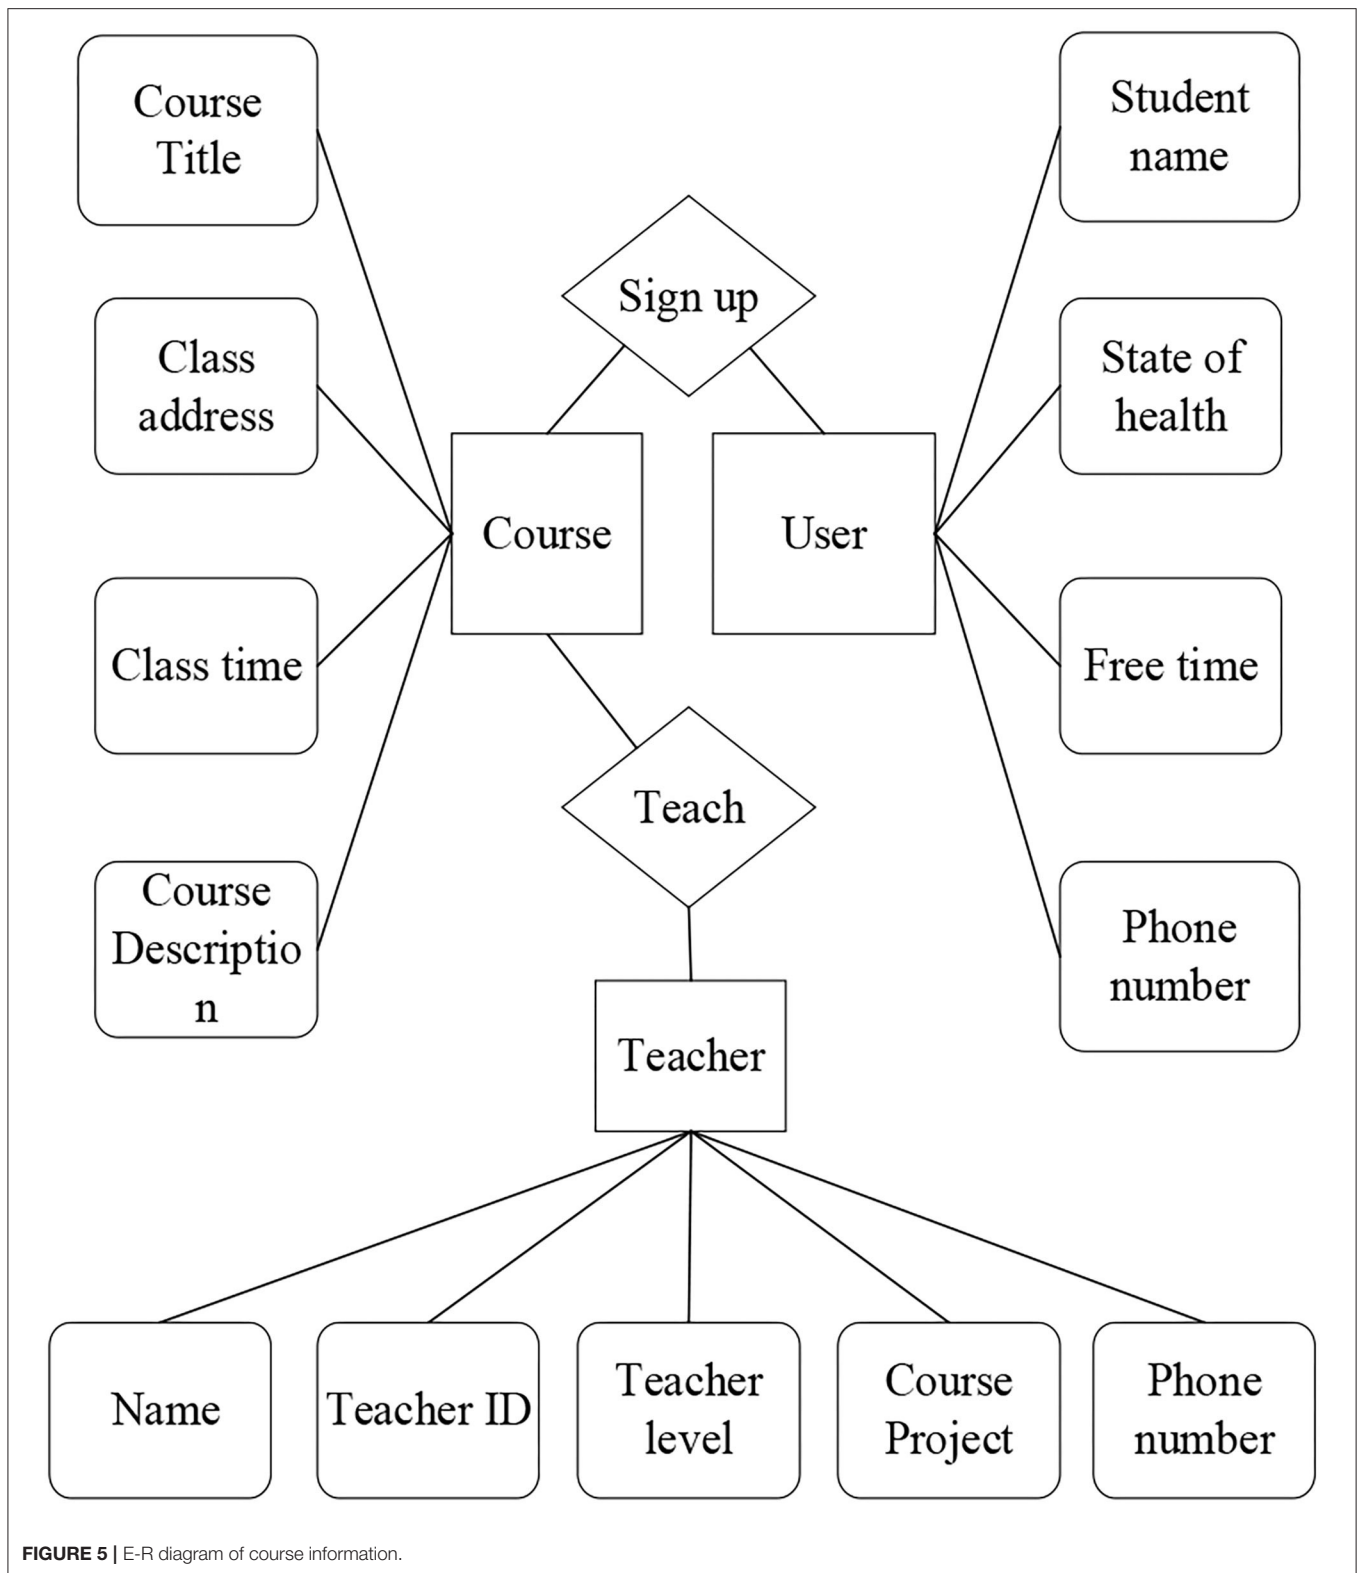 Course
Title
Student
name
Sign up
Class
address
State of
health
Course
User
Class time
Free time
Teach
Course
Descriptio
n
Phone
number
Teacher
Name
Teacher ID
Teacher
level
Course
Project
Phone
number
FIGURE 5 | E-R diagram of course information.